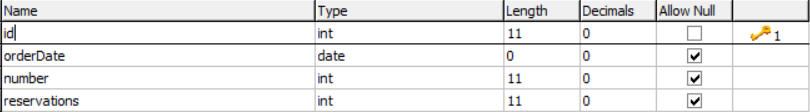 Name Type Length Decimals Allow Null
id int 11 0 1
orderDate date 0 0
number int 11 0
reservations int 11 0